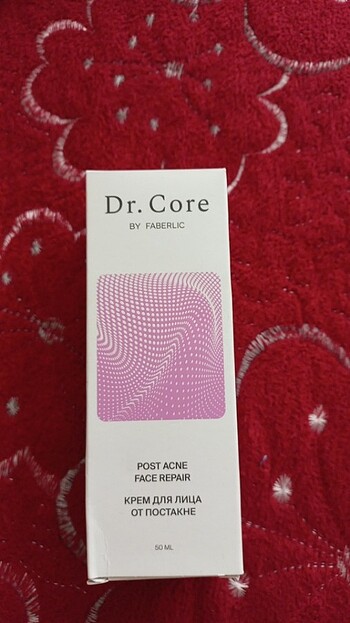 Dr. Core
BY FABERLIC
POST ACNE
FACE REPAIR
КРЕМ ДЛЯ ЛИЦА
ОТ ПОСТАКНЕ
50 ML